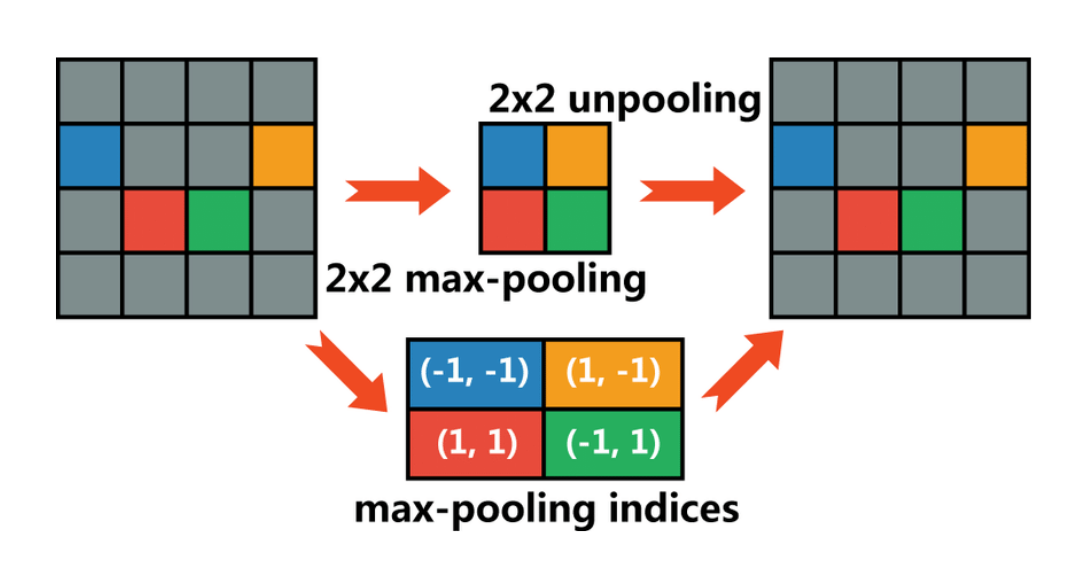 2x2 unpooling
2x2 max-pooling
(-1, -1) (1, -1)
(1, 1) (-1, 1)
max-pooling indices